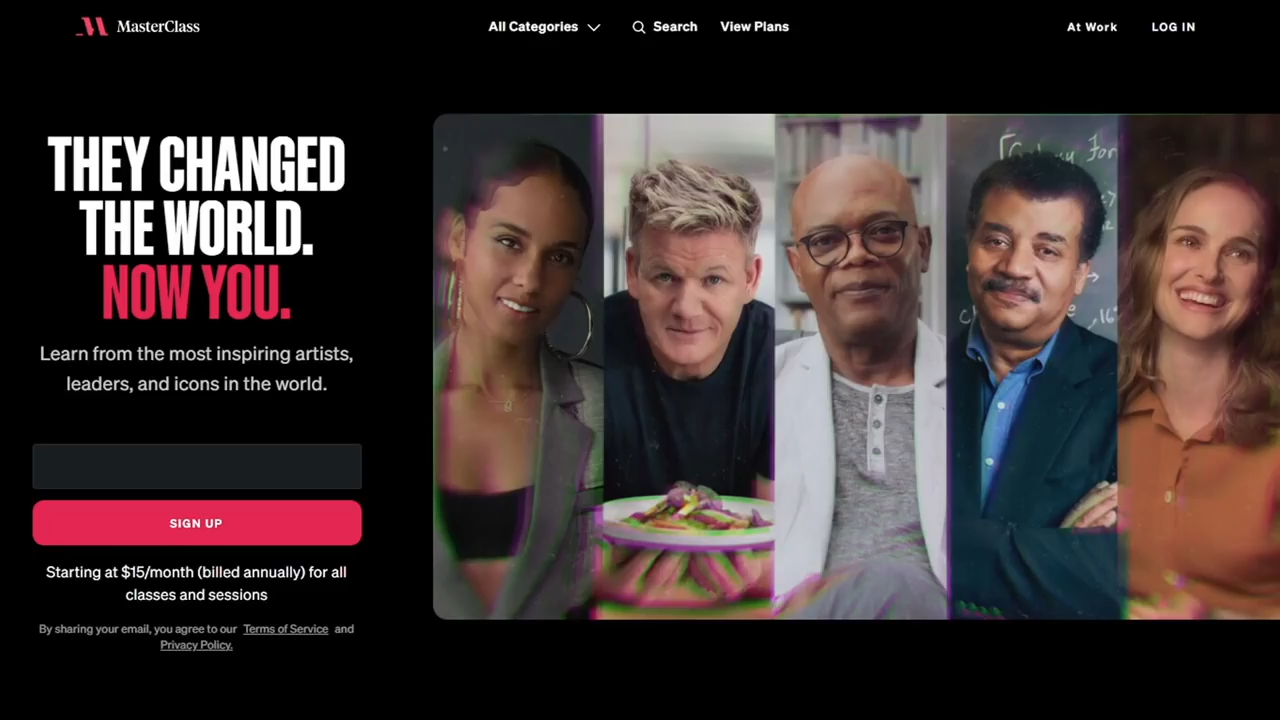 MasterClass
All Categories
Search
View Plans
At Work
LOG IN
THEY CHANGED
THE WORLD.
NOW YOU.
Learn from the most inspiring artists,
leaders, and icons in the world.
SIGN UP
Starting at $15/month (billed annually) for all
classes and sessions
By sharing your email, you agree to our Terms of Service and
Privacy Policy.